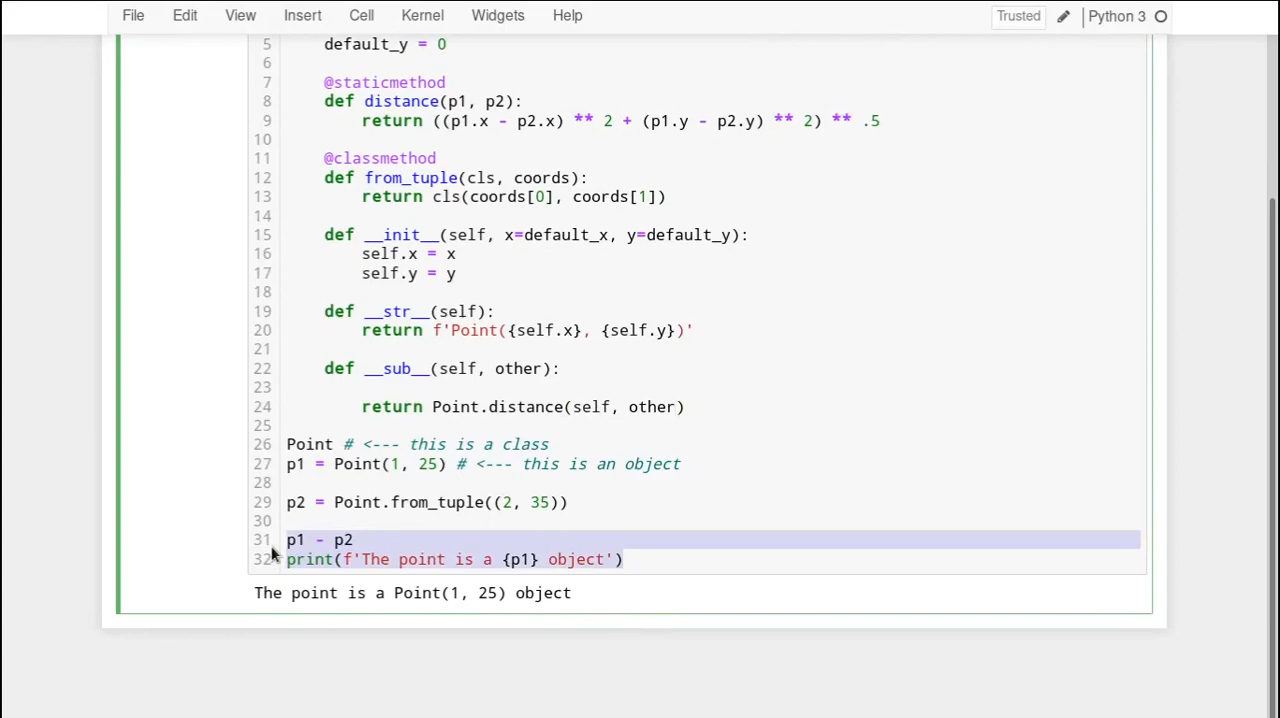 File Edit View Insert Cell Kernel Widgets Help Trusted Python 3
5 default_y = 0
6
7 @staticmethod
8 def distance(p1, p2):
9 return ((p1.x - p2.x) ** 2 + (p1.y - p2.y) ** 2) ** .5
10
11 @classmethod
12 def from_tuple(cls, coords):
13 return cls(coords[0], coords[1])
14
15 def __init__(self, x=default_x, y=default_y):
16 self.x = x
17 self.y = y
18
19 def __str__(self):
20 return f'Point({self.x}, {self.y})'
21
22 def __sub__(self, other):
23
24 return Point.distance(self, other)
25
26 Point # <--- this is a class
27 p1 = Point(1, 25) # <--- this is an object
28
29 p2 = Point.from_tuple((2, 35))
30
31 p1 - p2
32 print(f'The point is a {p1} object')
The point is a Point(1, 25) object